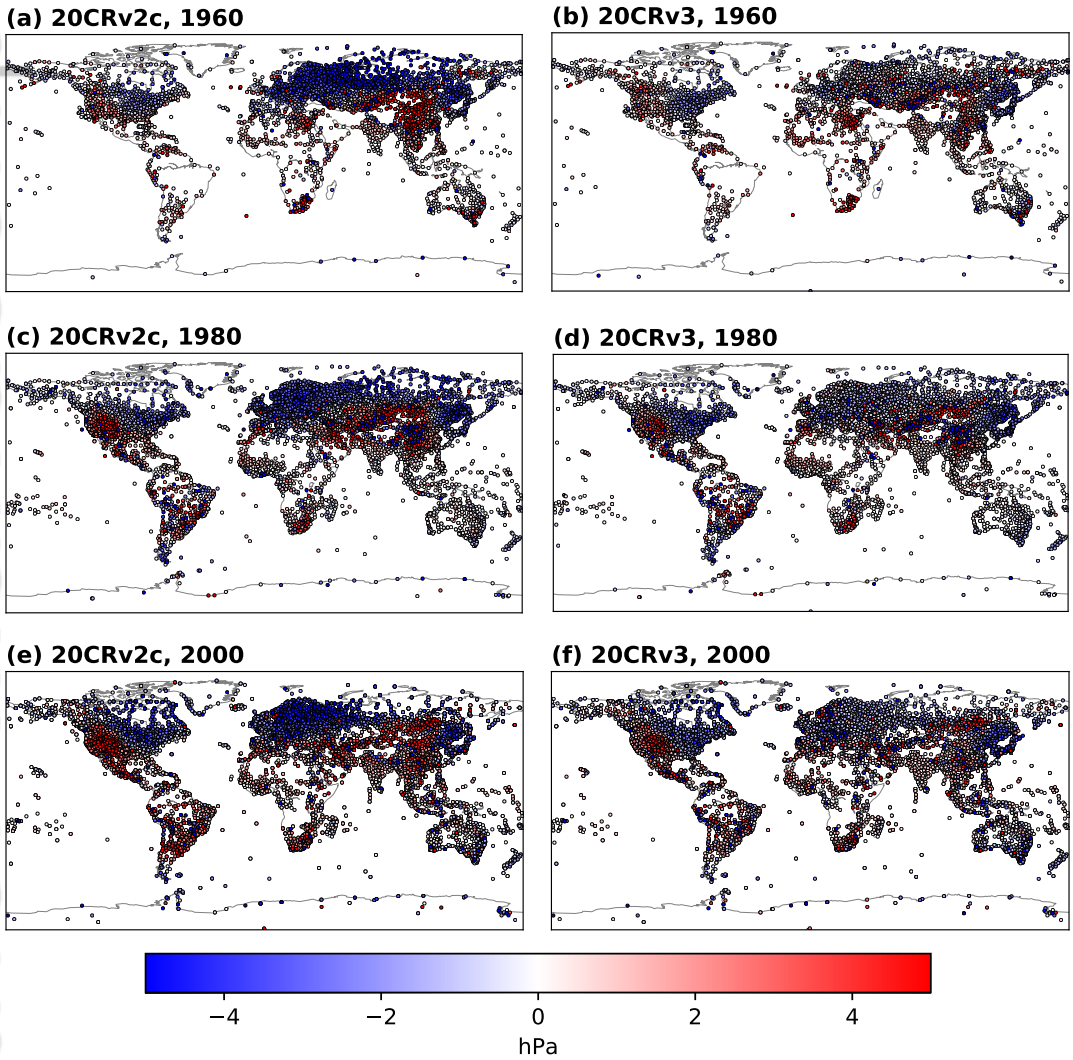 (a) 20CRv2c, 1960
(b) 20CRv3, 1960
(c) 20CRv2c, 1980
(d) 20CRv3, 1980
(e) 20CRv2c, 2000
(f) 20CRv3, 2000
−4 −2 0 2 4
hPa